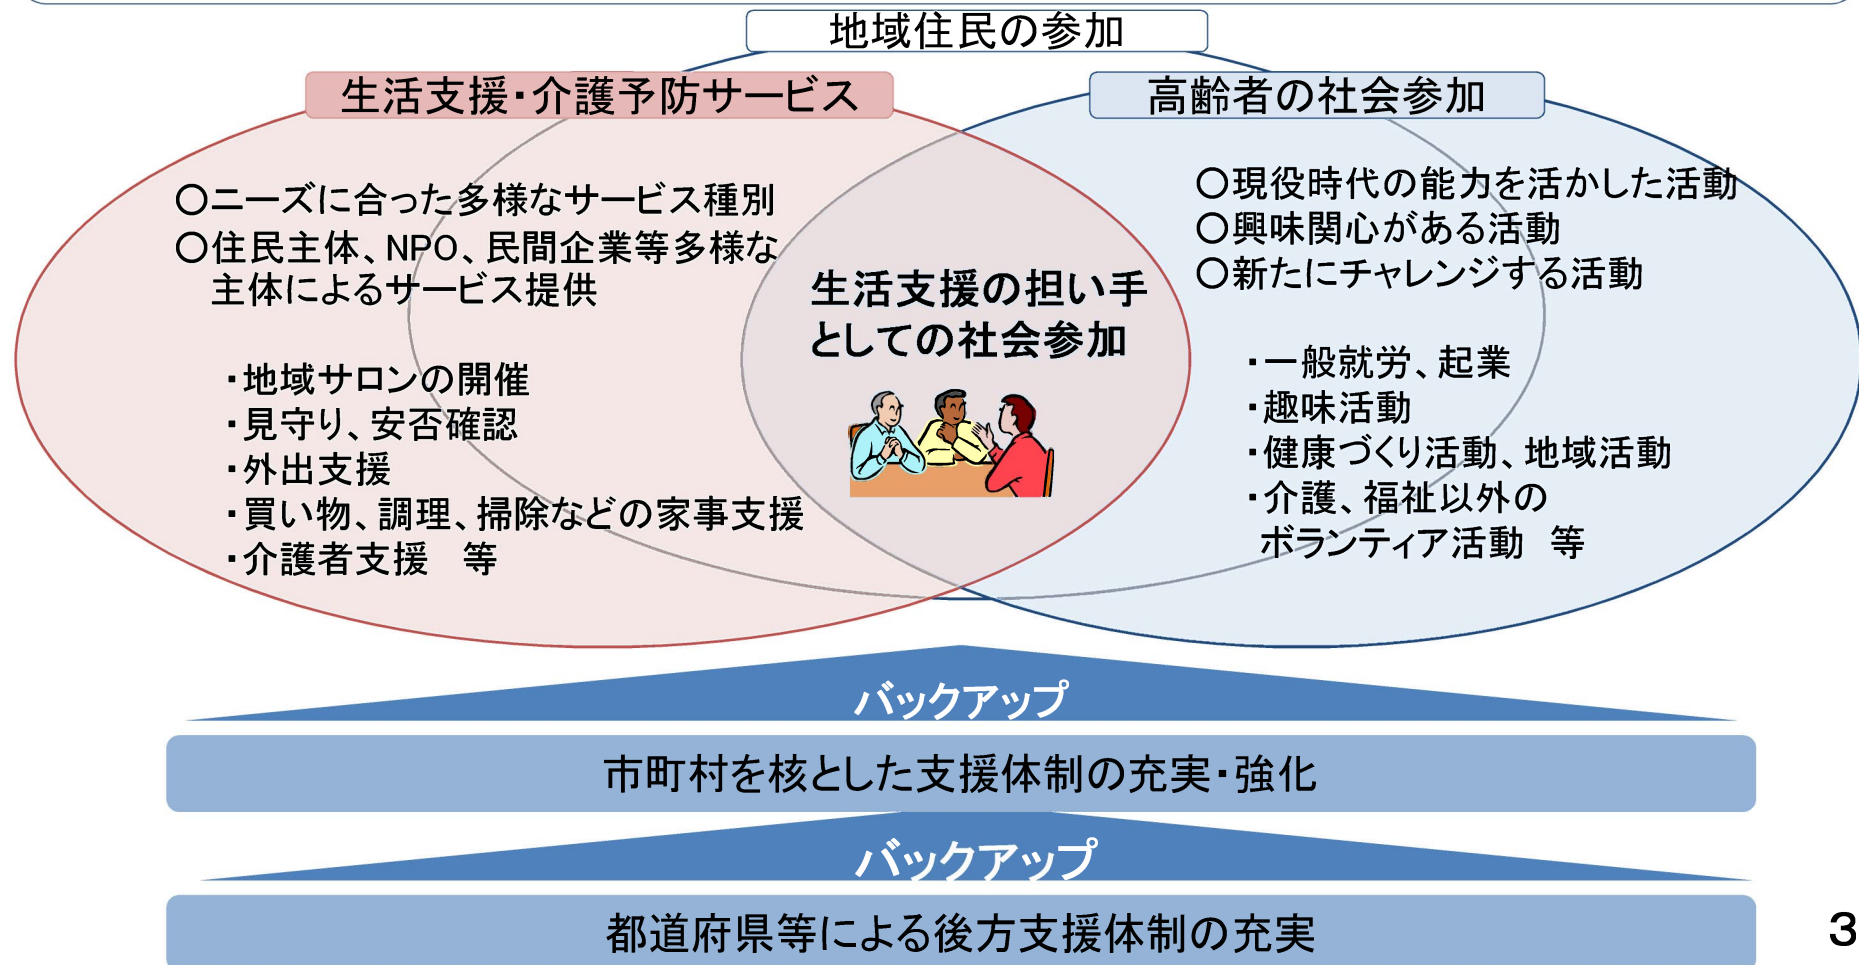 地域住民の参加
生活支援・介護予防サービス
○ニーズに合った多様なサービス種別
○住民主体、NPO、民間企業等多様な
主体によるサービス提供
・地域サロンの開催
・見守り、安否確認
・外出支援
・買い物、調理、掃除などの家事支援
・介護者支援　等
生活支援の担い手
としての社会参加
高齢者の社会参加
○現役時代の能力を活かした活動
○興味関心がある活動
○新たにチャレンジする活動
・一般就労、起業
・趣味活動
・健康づくり活動、地域活動
・介護、福祉以外の
ボランティア活動　等
バックアップ
市町村を核とした支援体制の充実・強化
バックアップ
都道府県等による後方支援体制の充実
3